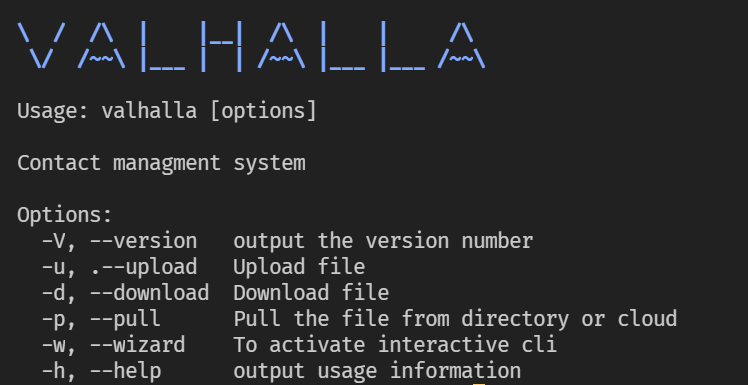 VALHALLA
Usage: valhalla [options]
Contact managment system
Options:
-V, --version output the version number
-u, .--upload Upload file
-d, --download Download file
-p, --pull Pull the file from directory or cloud
-w, --wizard To activate interactive cli
-h, --help output usage information